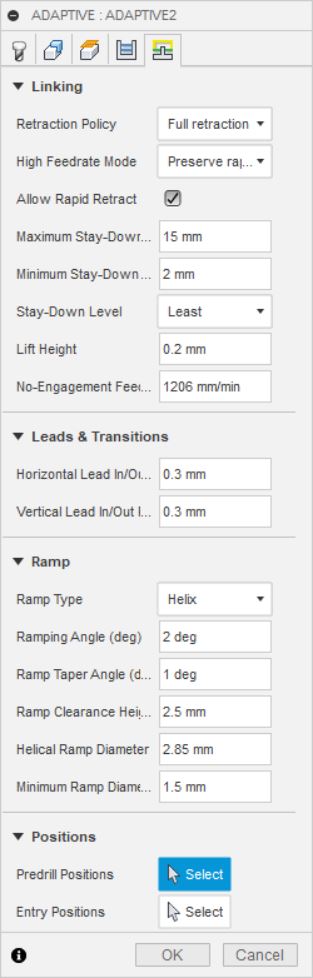 ADAPTIVE : ADAPTIVE2
Linking
Retraction Policy Full retraction
High Feedrate Mode Preserve rap...
Allow Rapid Retract
Maximum Stay-Down... 15 mm
Minimum Stay-Down ... 2 mm
Stay-Down Level Least
Lift Height 0.2 mm
No-Engagement Fee... 1206 mm/min
Leads & Transitions
Horizontal Lead In/Ou... 0.3 mm
Vertical Lead In/Out l... 0.3 mm
Ramp
Ramp Type Helix
Ramping Angle (deg) 2 deg
Ramp Taper Angle (d... 1 deg
Ramp Clearance Hei... 2.5 mm
Helical Ramp Diameter 2.85 mm
Minimum Ramp Diame... 1.5 mm
Positions
Predrill Positions Select
Entry Positions Select
OK Cancel